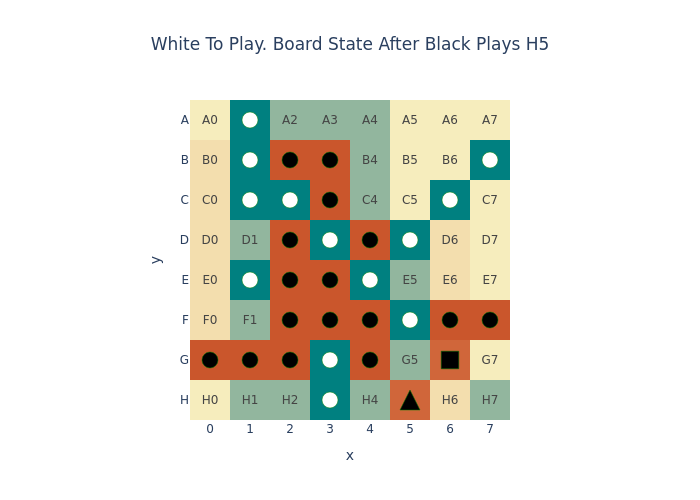 White To Play. Board State After Black Plays H5
A A0 A2 A3 A4 A5 A6 A7
B B0 B4 B5 B6
C C0 C4 C5 C7
D D0 D1 D6 D7
y
E E0 E5 E6 E7
F F0 F1
G G5 G7
H H0 H1 H2 H4 H6 H7
0 1 2 3 4 5 6 7
x